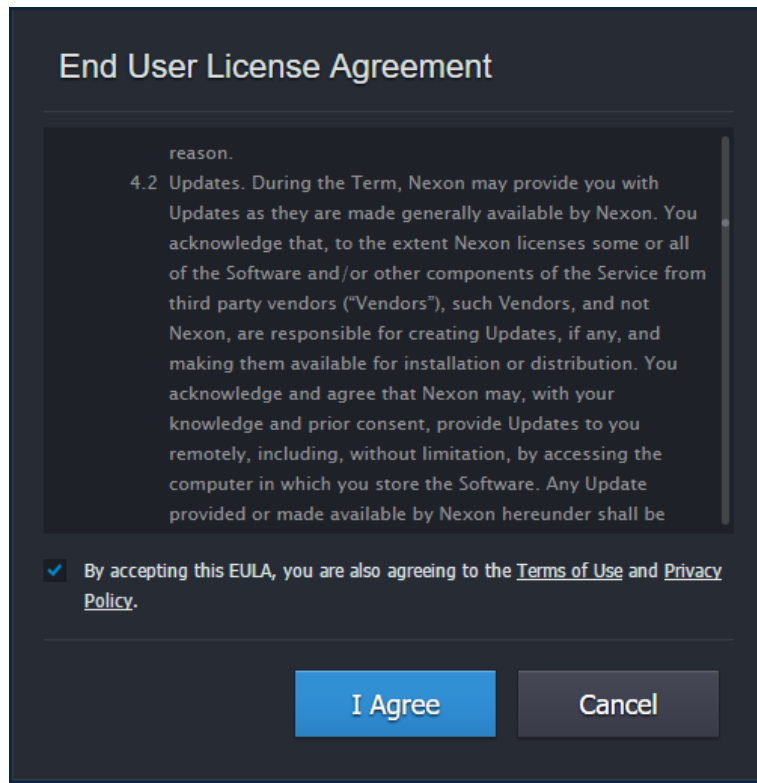 End User License Agreement
reason.
4.2 Updates. During the Term, Nexon may provide you with
Updates as they are made generally available by Nexon. You
acknowledge that, to the extent Nexon licenses some or all
of the Software and/or other components of the Service from
third party vendors (“Vendors”), such Vendors, and not
Nexon, are responsible for creating Updates, if any, and
making them available for installation or distribution. You
acknowledge and agree that Nexon may, with your
knowledge and prior consent, provide Updates to you
remotely, including, without limitation, by accessing the
computer in which you store the Software. Any Update
provided or made available by Nexon hereunder shall be
By accepting this EULA, you are also agreeing to the Terms of Use and Privacy
Policy.
I Agree
Cancel